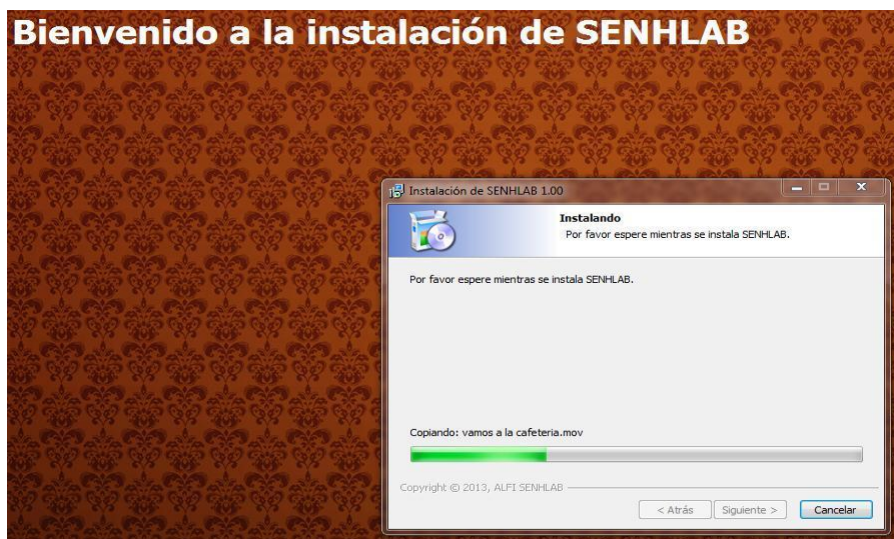 Bienvenido a la instalación de SENHLAB
Instalación de SENHLAB 1.00
Instalando
Por favor espere mientras se instala SENHLAB.
Por favor espere mientras se instala SENHLAB.
Copiando: vamos a la cafeteria.mov
Copyright © 2013, ALFI SENHLAB
< Atrás
Siguiente >
Cancelar